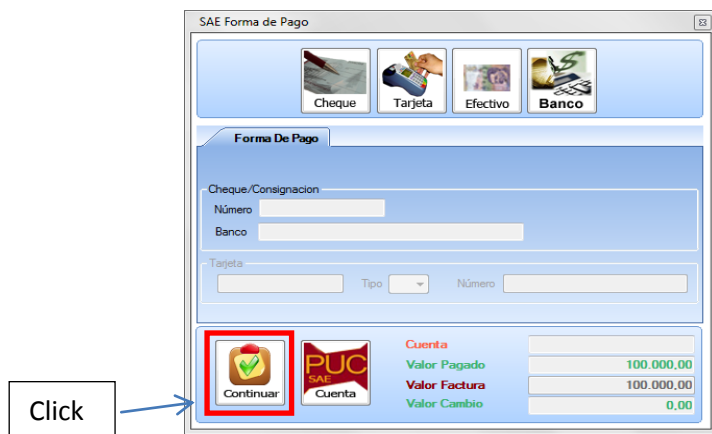 SAE Forma de Pago
Cheque
Tarjeta
Efectivo
Banco
Forma De Pago
Cheque/Consignacion
Número
Banco
Tarjeta
Tipo
Número
Continuar
PUC
SAE
Cuenta
Cuenta
Valor Pagado 100.000,00
Valor Factura 100.000,00
Valor Cambio 0,00
Click